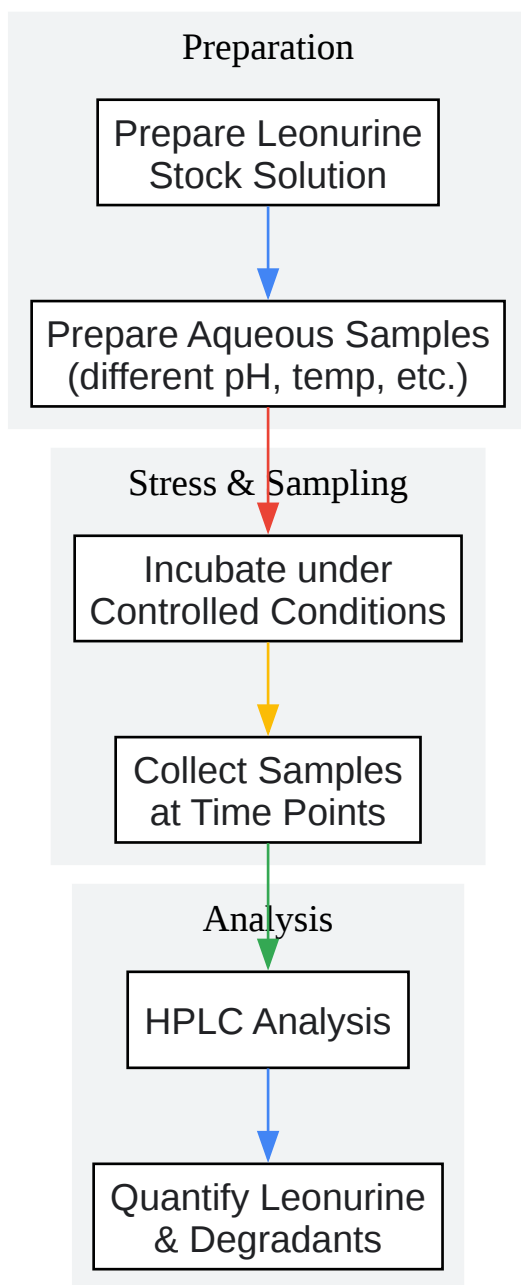 Preparation
Prepare Leonurine
Stock Solution
Prepare Aqueous Samples
(different pH, temp, etc.)
Stress & Sampling
Incubate under
Controlled Conditions
Collect Samples
at Time Points
Analysis
HPLC Analysis
Quantify Leonurine
& Degradants